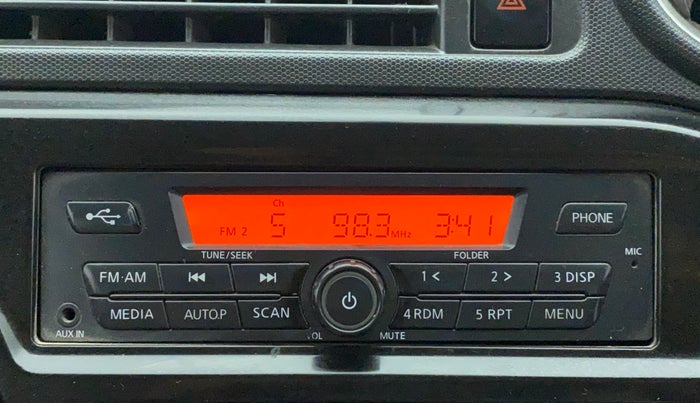 Ch
FM 2 5 98.3 MHz 3:41
PHONE
TUNE/SEEK FOLDER
MIC
FM·AM 1 < 2 > 3 DISP
MEDIA AUTO.P SCAN 4 RDM 5 RPT MENU
AUX IN VOL MUTE